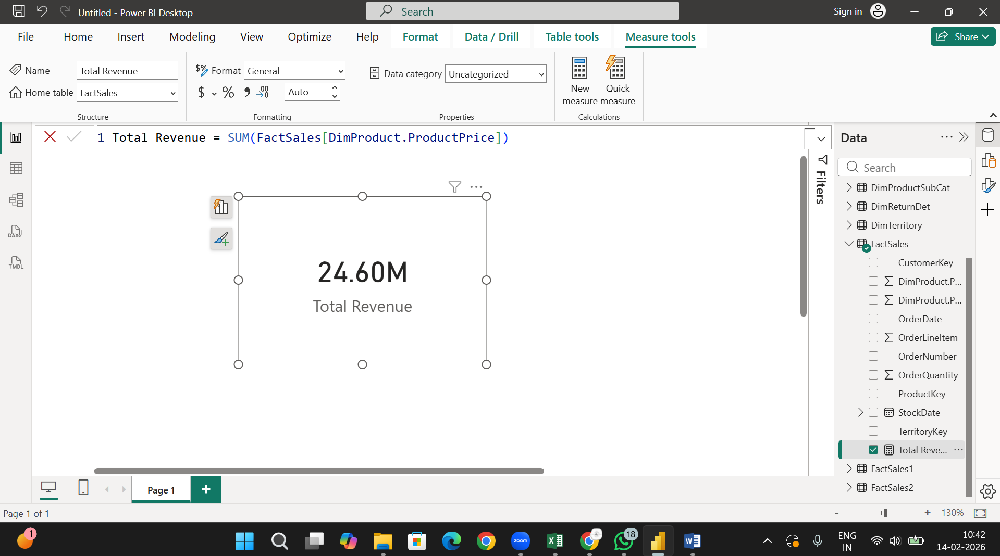 Untitled - Power BI Desktop
Search
Sign in
File
Home
Insert
Modeling
View
Optimize
Help
Format
Data / Drill
Table tools
Measure tools
Share
Name
Total Revenue
Home table
FactSales
Structure
$% Format
General
$ % 9 .00
Auto
Formatting
Data category
Uncategorized
Properties
New measure
Quick measure
Calculations
1 Total Revenue = SUM(FactSales[DimProduct.ProductPrice])
DAX
TMDL
24.60M
Total Revenue
Filters
Data
Search
DimProductSubCat
DimReturnDet
DimTerritory
FactSales
CustomerKey
∑ DimProduct.P...
∑ DimProduct.P...
OrderDate
∑ OrderLineItem
OrderNumber
∑ OrderQuantity
ProductKey
StockDate
TerritoryKey
Total Reve...
FactSales1
FactSales2
Page 1
Page 1 of 1
- + 130%
1
zoom
18
ENG
IN
10:42
14-02-2026